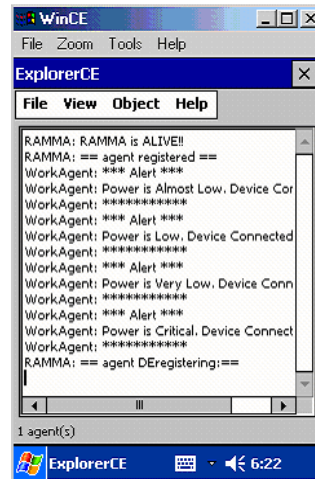 WinCE
File Zoom Tools Help
ExplorerCE
File View Object Help
RAMMA: RAMMA is ALIVE!!
RAMMA: == agent registered ==
WorkAgent: *** Alert ***
WorkAgent: Power is Almost Low. Device Cor
WorkAgent: ***********
WorkAgent: *** Alert ***
WorkAgent: Power is Low. Device Connected
WorkAgent: ***********
WorkAgent: *** Alert ***
WorkAgent: Power is Very Low. Device Conn
WorkAgent: ***********
WorkAgent: *** Alert ***
WorkAgent: Power is Critical. Device Connect
WorkAgent: ***********
RAMMA: == agent DEregistering:==
1 agent(s)
ExplorerCE 6:22